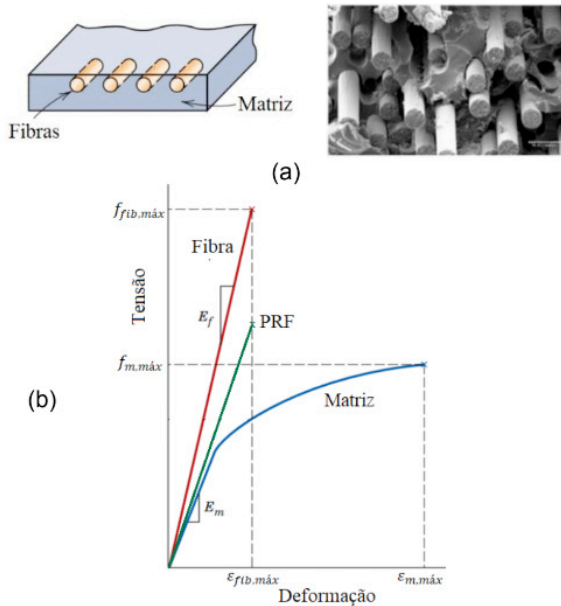 Fibras
Matriz
(a)
f_fib,máx
Fibra
E_f
PRF
Tensão
f_m,máx
(b)
Matriz
E_m
ε_fib,máx
ε_m,máx
Deformação